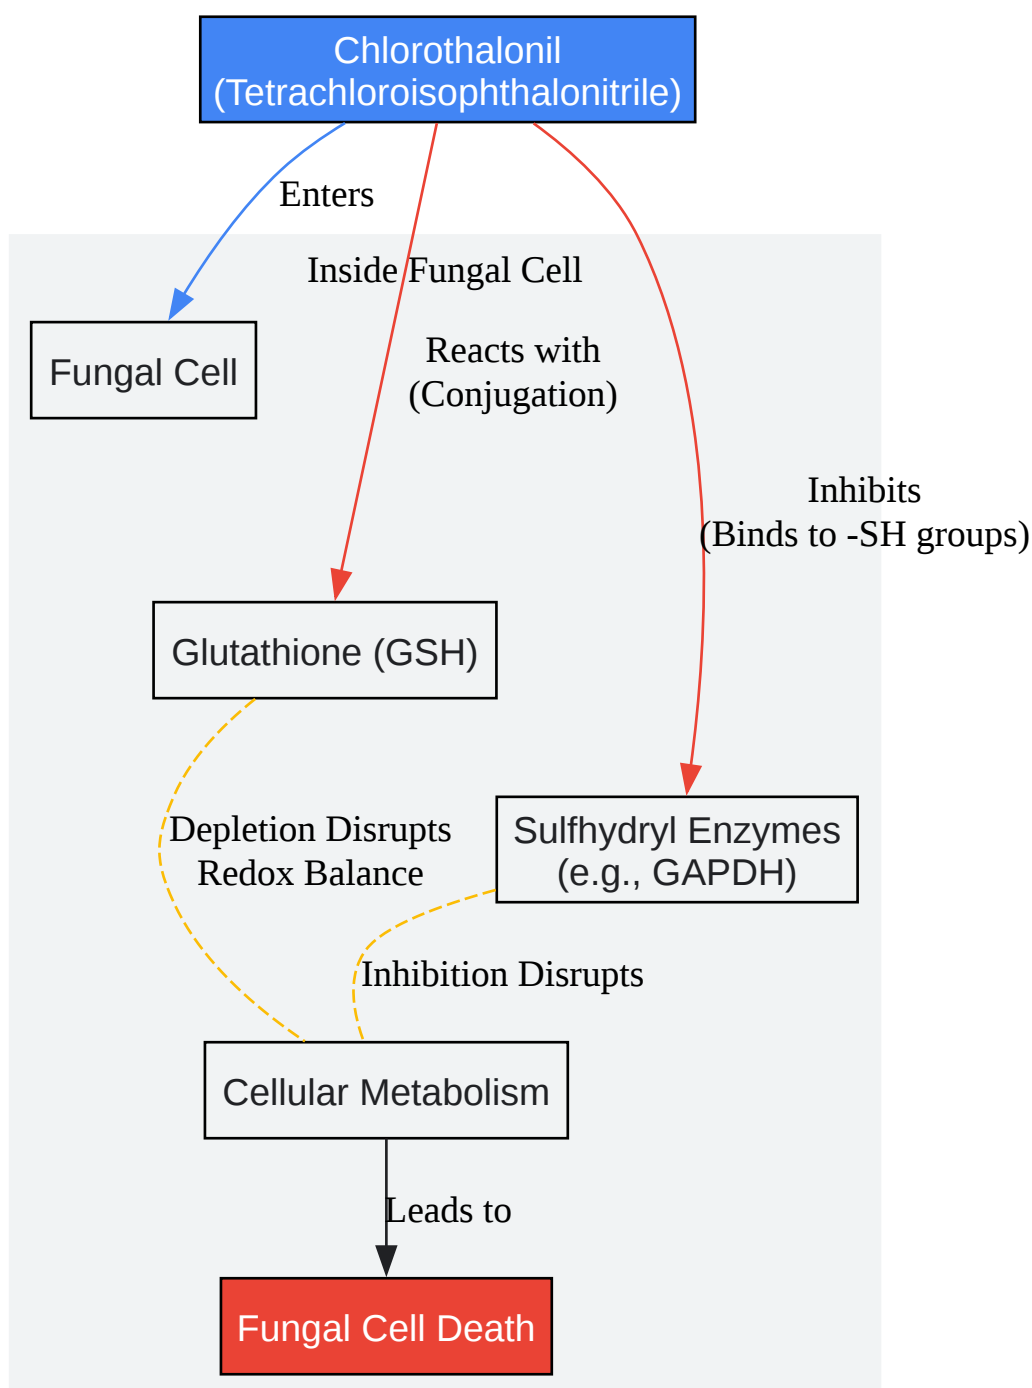 Chlorothalonil
(Tetrachloroisophthalonitrile)
Enters
Inside Fungal Cell
Fungal Cell
Reacts with
(Conjugation)
Inhibits
(Binds to -SH groups)
Glutathione (GSH)
Depletion Disrupts
Redox Balance
Sulfhydryl Enzymes
(e.g., GAPDH)
Inhibition Disrupts
Cellular Metabolism
Leads to
Fungal Cell Death